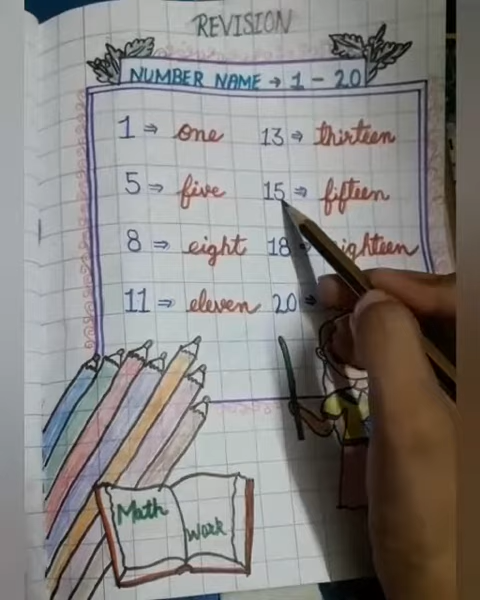 REVISION
NUMBER NAME → 1 - 20
1 ⇒ one 13 ⇒ thirteen
5 ⇒ five 15 ⇒ fifteen
8 ⇒ eight 18 ⇒ eighteen
11 ⇒ eleven 20 ⇒
Math Work